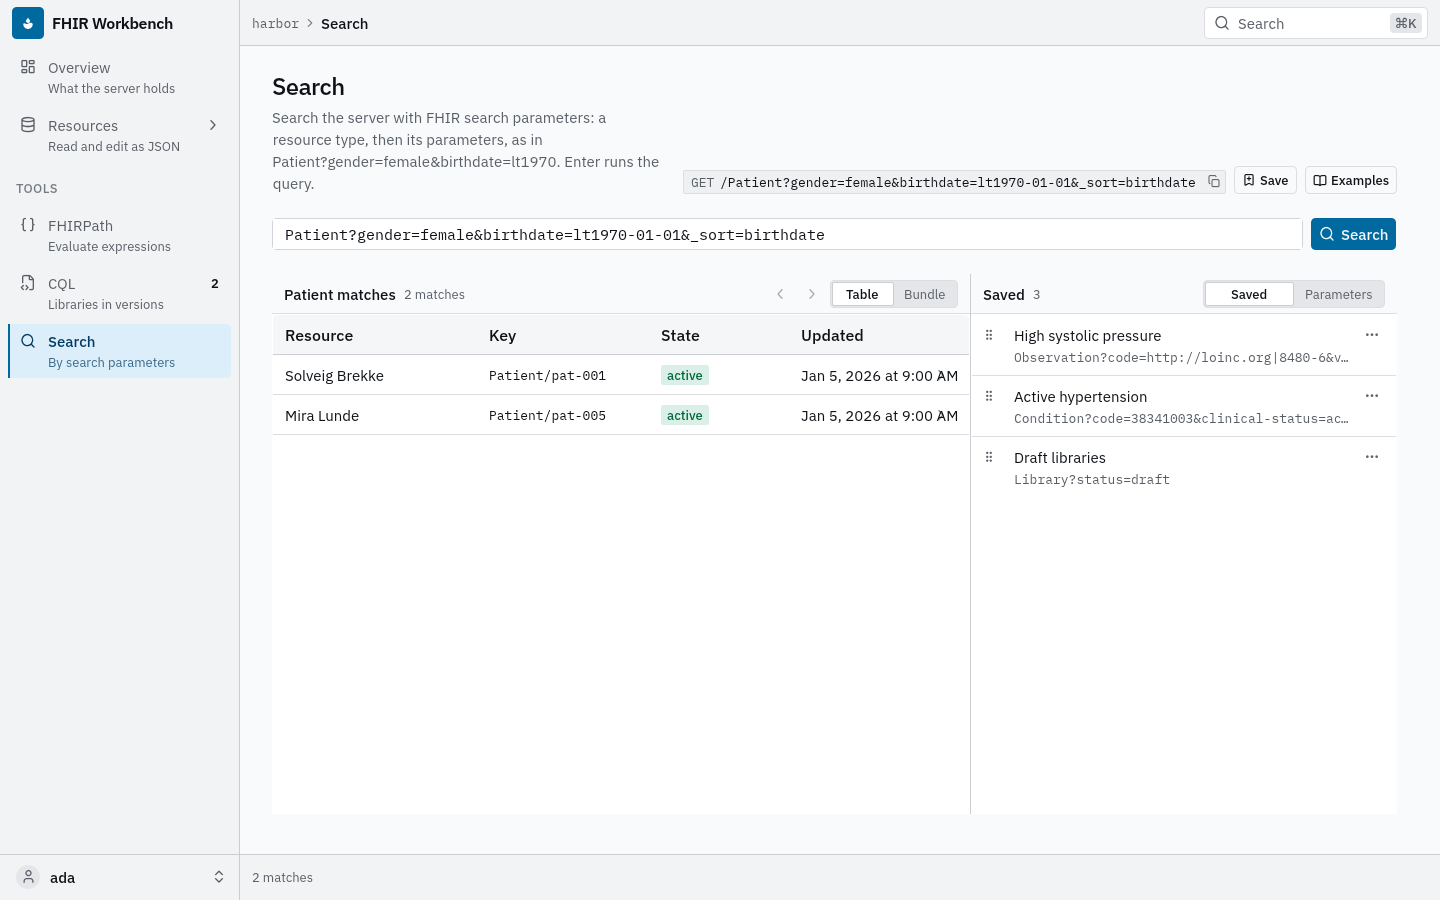 FHIR Workbench
harbor > Search
Search ⌘K
Overview
What the server holds
Resources
Read and edit as JSON
TOOLS
FHIRPath
Evaluate expressions
CQL 2
Libraries in versions
Search
By search parameters
ada
Search
Search the server with FHIR search parameters: a
resource type, then its parameters, as in
Patient?gender=female&birthdate=lt1970. Enter runs the
query.
GET /Patient?gender=female&birthdate=lt1970-01-01&_sort=birthdate
Save
Examples
Patient?gender=female&birthdate=lt1970-01-01&_sort=birthdate
Search
Patient matches 2 matches
Table Bundle
Resource Key State Updated
Solveig Brekke Patient/pat-001 active Jan 5, 2026 at 9:00 AM
Mira Lunde Patient/pat-005 active Jan 5, 2026 at 9:00 AM
Saved 3
Saved Parameters
High systolic pressure
Observation?code=http://loinc.org|8480-6&v…
Active hypertension
Condition?code=38341003&clinical-status=ac…
Draft libraries
Library?status=draft
2 matches